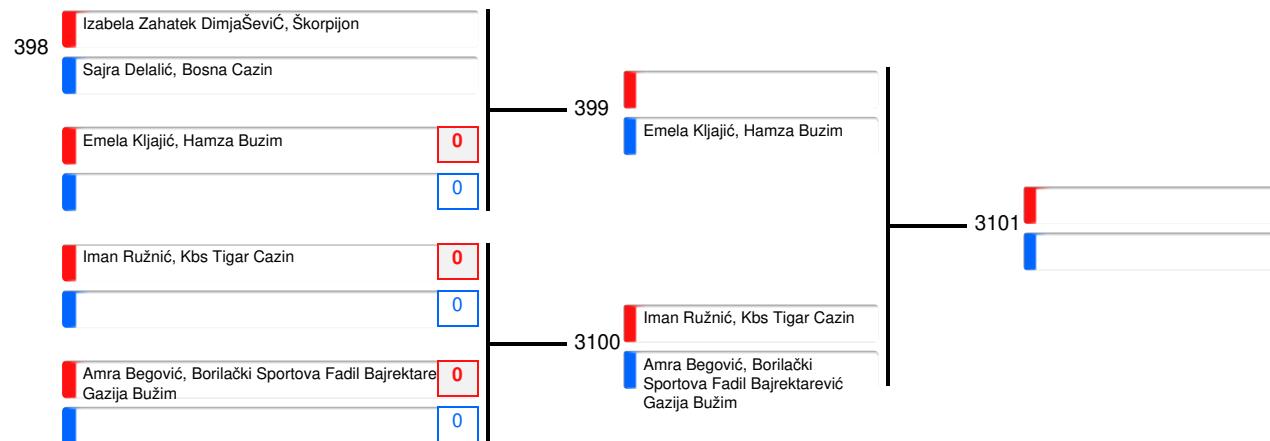 398
Izabela Zahatek DimjaŠeviĆ, Škorpijon
Sajra Delalić, Bosna Cazin
Emela Kljajić, Hamza Buzim
0
0
Iman Ružnić, Kbs Tigar Cazin
0
0
Amra Begović, Borilački Sportova Fadil Bajrektare
Gazija Bužim
0
0
399
Emela Kljajić, Hamza Buzim
3100
Iman Ružnić, Kbs Tigar Cazin
Amra Begović, Borilački
Sportova Fadil Bajrektarević
Gazija Bužim
3101